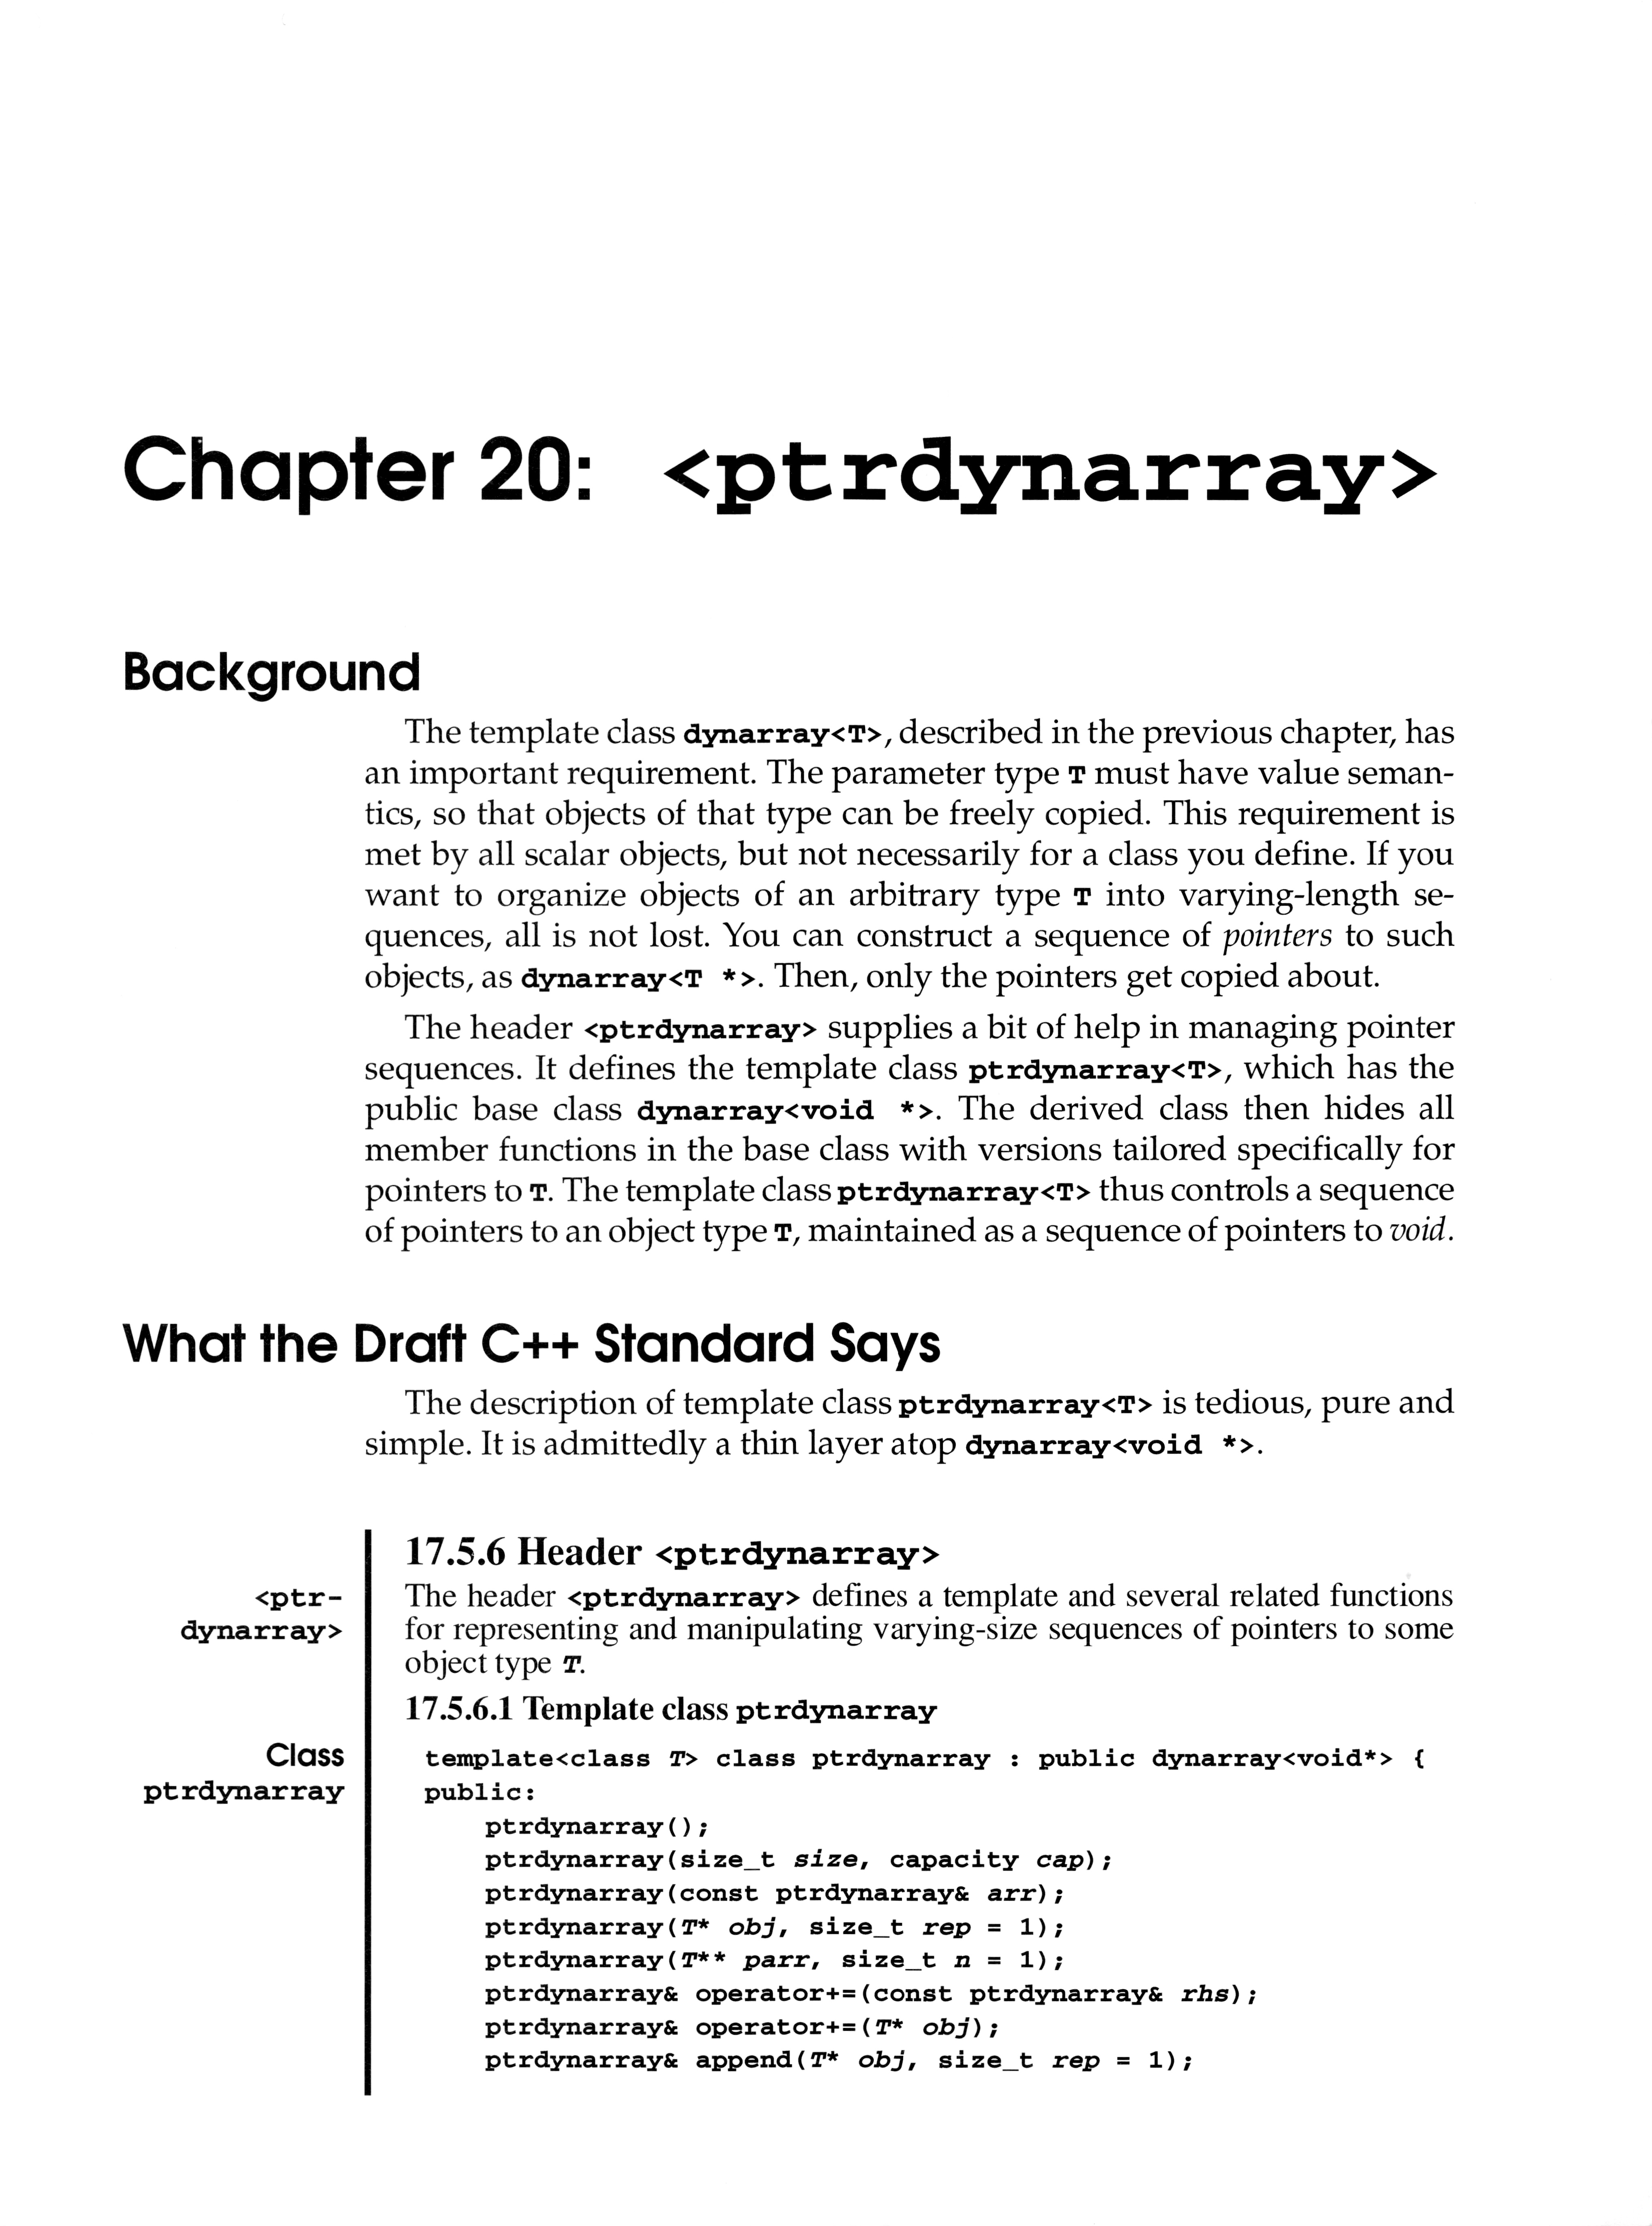 Chapter 20: <ptrdynarray>
Background
The template class dynarray<T>, described in the previous chapter, has
an important requirement. The parameter type T must have value seman-
tics, so that objects of that type can be freely copied. This requirement is
met by all scalar objects, but not necessarily for a class you define. If you
want to organize objects of an arbitrary type T into varying-length se-
quences, all is not lost. You can construct a sequence of pointers to such
objects, as dynarray<T *>. Then, only the pointers get copied about.
The header <ptrdynarray> supplies a bit of help in managing pointer
sequences. It defines the template class ptrdynarray<T>, which has the
public base class dynarray<void *>. The derived class then hides all
member functions in the base class with versions tailored specifically for
pointers to T. The template class ptrdynarray<T> thus controls a sequence
of pointers to an object type T, maintained as a sequence of pointers to void.
What the Draft C++ Standard Says
The description of template class ptrdynarray<T> is tedious, pure and
simple. It is admittedly a thin layer atop dynarray<void *>.
17.5.6 Header <ptrdynarray>
<ptr-
dynarray>
The header <ptrdynarray> defines a template and several related functions
for representing and manipulating varying-size sequences of pointers to some
object type T.
17.5.6.1 Template class ptrdynarray
Class
ptrdynarray
template<class T> class ptrdynarray : public dynarray<void*> {
public:
ptrdynarray();
ptrdynarray(size_t size, capacity cap);
ptrdynarray(const ptrdynarray& arr);
ptrdynarray(T* obj, size_t rep = 1);
ptrdynarray(T** parr, size_t n = 1);
ptrdynarray& operator+=(const ptrdynarray& rhs);
ptrdynarray& operator+=(T* obj);
ptrdynarray& append(T* obj, size_t rep = 1);